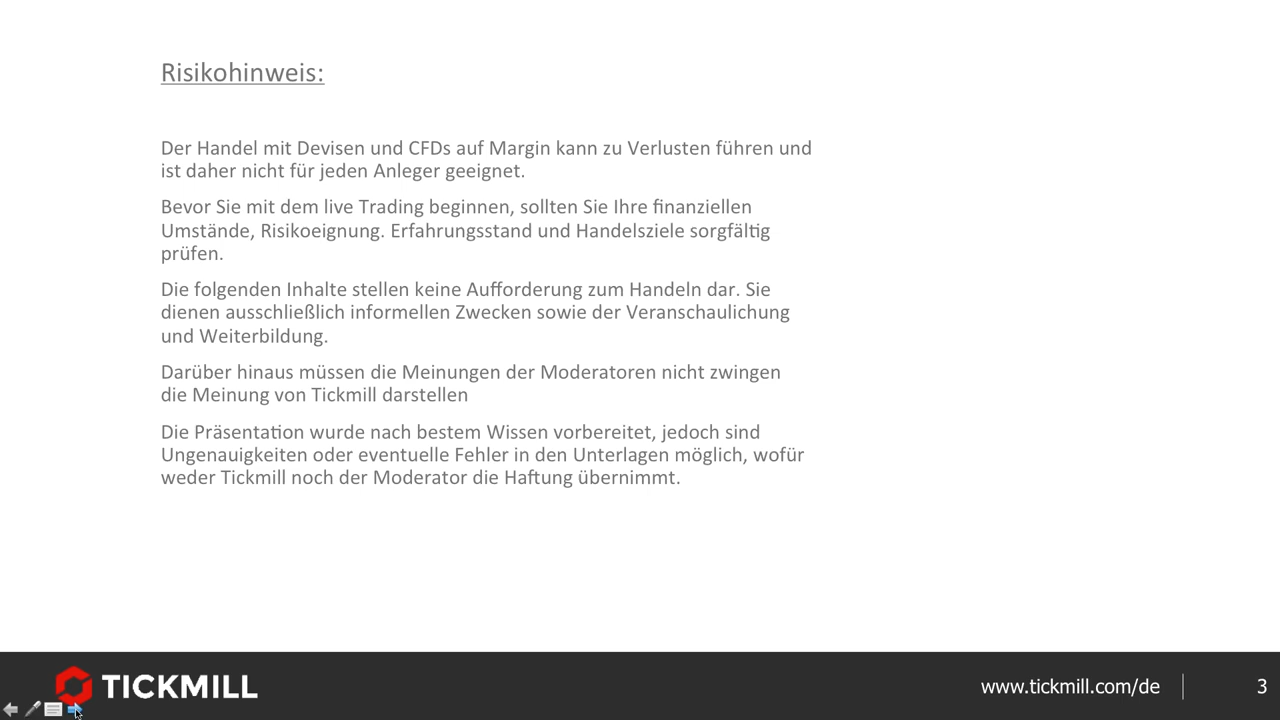 Risikohinweis:
Der Handel mit Devisen und CFDs auf Margin kann zu Verlusten führen und
ist daher nicht für jeden Anleger geeignet.
Bevor Sie mit dem live Trading beginnen, sollten Sie Ihre finanziellen
Umstände, Risikoeignung. Erfahrungsstand und Handelsziele sorgfältig
prüfen.
Die folgenden Inhalte stellen keine Aufforderung zum Handeln dar. Sie
dienen ausschließlich informellen Zwecken sowie der Veranschaulichung
und Weiterbildung.
Darüber hinaus müssen die Meinungen der Moderatoren nicht zwingen
die Meinung von Tickmill darstellen
Die Präsentation wurde nach bestem Wissen vorbereitet, jedoch sind
Ungenauigkeiten oder eventuelle Fehler in den Unterlagen möglich, wofür
weder Tickmill noch der Moderator die Haftung übernimmt.
TICKMILL
www.tickmill.com/de
3